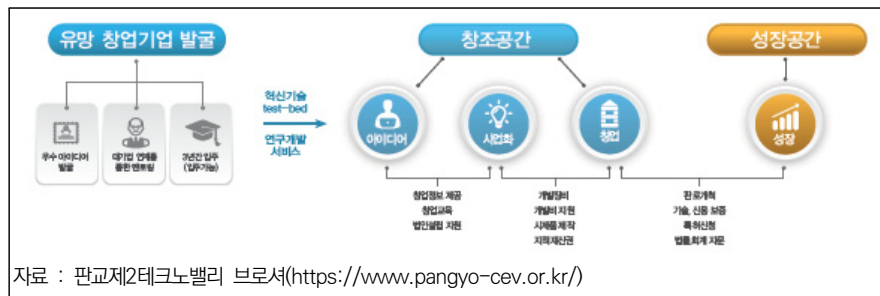 유망 창업기업 발굴
창조공간
성장공간
우수 아이디어
발굴
대기업 연계를
통한 멘토링
3년간 입주
(입주가능)
혁신기술
test-bed
연구개발
서비스
아이디어
사업화
창업
성장
창업정보 제공
창업교육
법인설립 지원
개발장비
개발비 지원
시제품 제작
지적재산권
판로개척
기술, 신용 보증
특허신청
법률,회계 자문
자료 : 판교제2테크노밸리 브로셔(https://www.pangyo-cev.or.kr/)